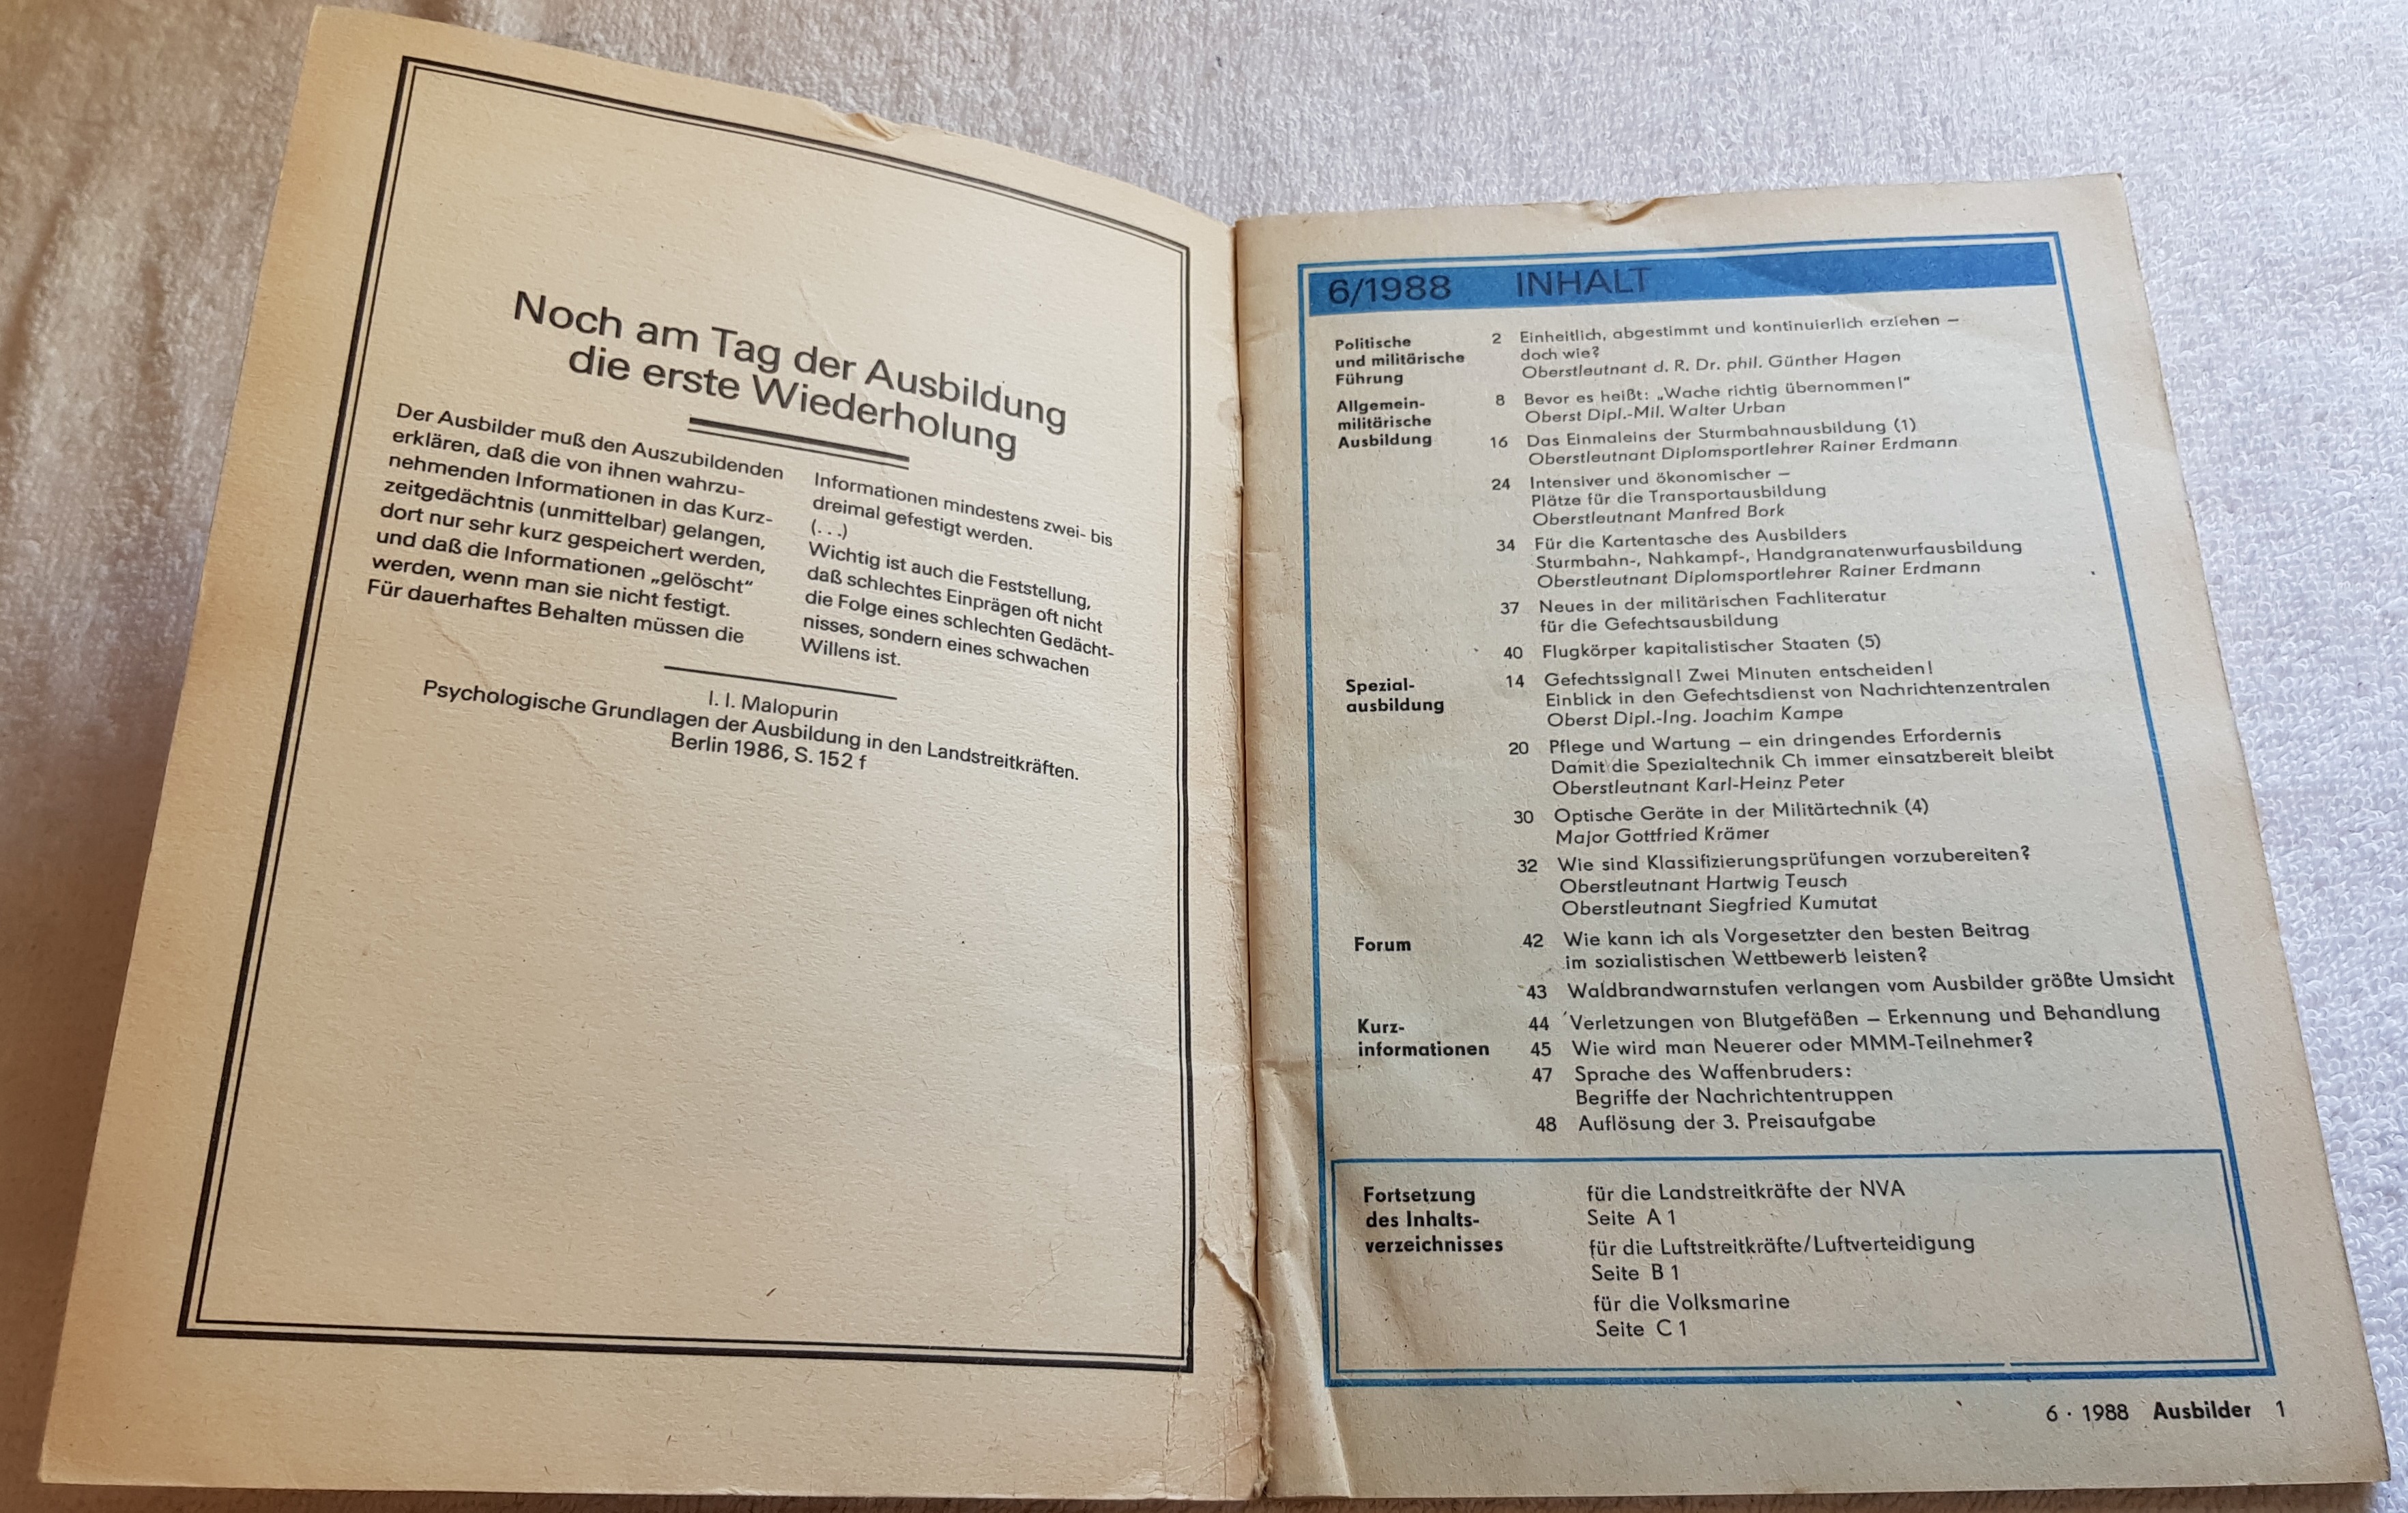 Noch am Tag der Ausbildung
die erste Wiederholung
Der Ausbilder muß den Auszubildenden
erklären, daß die von ihnen wahrzu-
nehmenden Informationen in das Kurz-
zeitgedächtnis (unmittelbar) gelangen,
dort nur sehr kurz gespeichert werden,
und daß die Informationen „gelöscht“
werden, wenn man sie nicht festigt.
Für dauerhaftes Behalten müssen die
Informationen mindestens zwei- bis
dreimal gefestigt werden.
(. . .)
Wichtig ist auch die Feststellung,
daß schlechtes Einprägen oft nicht
die Folge eines schlechten Gedächt-
nisses, sondern eines schwachen
Willens ist.
I. I. Malopurin
Psychologische Grundlagen der Ausbildung in den Landstreitkräften.
Berlin 1986, S. 152 f
6/1988 INHALT
Politische
und militärische
Führung
2 Einheitlich, abgestimmt und kontinuierlich erziehen –
doch wie?
Oberstleutnant d. R. Dr. phil. Günther Hagen
Allgemein-
militärische
Ausbildung
8 Bevor es heißt: „Wache richtig übernommen!“
Oberst Dipl.-Mil. Walter Urban
16 Das Einmaleins der Sturmbahnausbildung (1)
Oberstleutnant Diplomsportlehrer Rainer Erdmann
24 Intensiver und ökonomischer –
Plätze für die Transportausbildung
Oberstleutnant Manfred Bork
34 Für die Kartentasche des Ausbilders
Sturmbahn-, Nahkampf-, Handgranatenwurfausbildung
Oberstleutnant Diplomsportlehrer Rainer Erdmann
37 Neues in der militärischen Fachliteratur
für die Gefechtsausbildung
40 Flugkörper kapitalistischer Staaten (5)
Spezial-
ausbildung
14 Gefechtssignal! Zwei Minuten entscheiden!
Einblick in den Gefechtsdienst von Nachrichtenzentralen
Oberst Dipl.-Ing. Joachim Kampe
20 Pflege und Wartung – ein dringendes Erfordernis
Damit die Spezialtechnik Ch immer einsatzbereit bleibt
Oberstleutnant Karl-Heinz Peter
30 Optische Geräte in der Militärtechnik (4)
Major Gottfried Krämer
32 Wie sind Klassifizierungsprüfungen vorzubereiten?
Oberstleutnant Hartwig Teusch
Oberstleutnant Siegfried Kumutat
Forum
42 Wie kann ich als Vorgesetzter den besten Beitrag
im sozialistischen Wettbewerb leisten?
43 Waldbrandwarnstufen verlangen vom Ausbilder größte Umsicht
Kurz-
informationen
44 Verletzungen von Blutgefäßen – Erkennung und Behandlung
45 Wie wird man Neuerer oder MMM-Teilnehmer?
47 Sprache des Waffenbruders:
Begriffe der Nachrichtentruppen
48 Auflösung der 3. Preisaufgabe
Fortsetzung
des Inhalts-
verzeichnisses
für die Landstreitkräfte der NVA
Seite A 1
für die Luftstreitkräfte/Luftverteidigung
Seite B 1
für die Volksmarine
Seite C 1
6 · 1988 Ausbilder 1